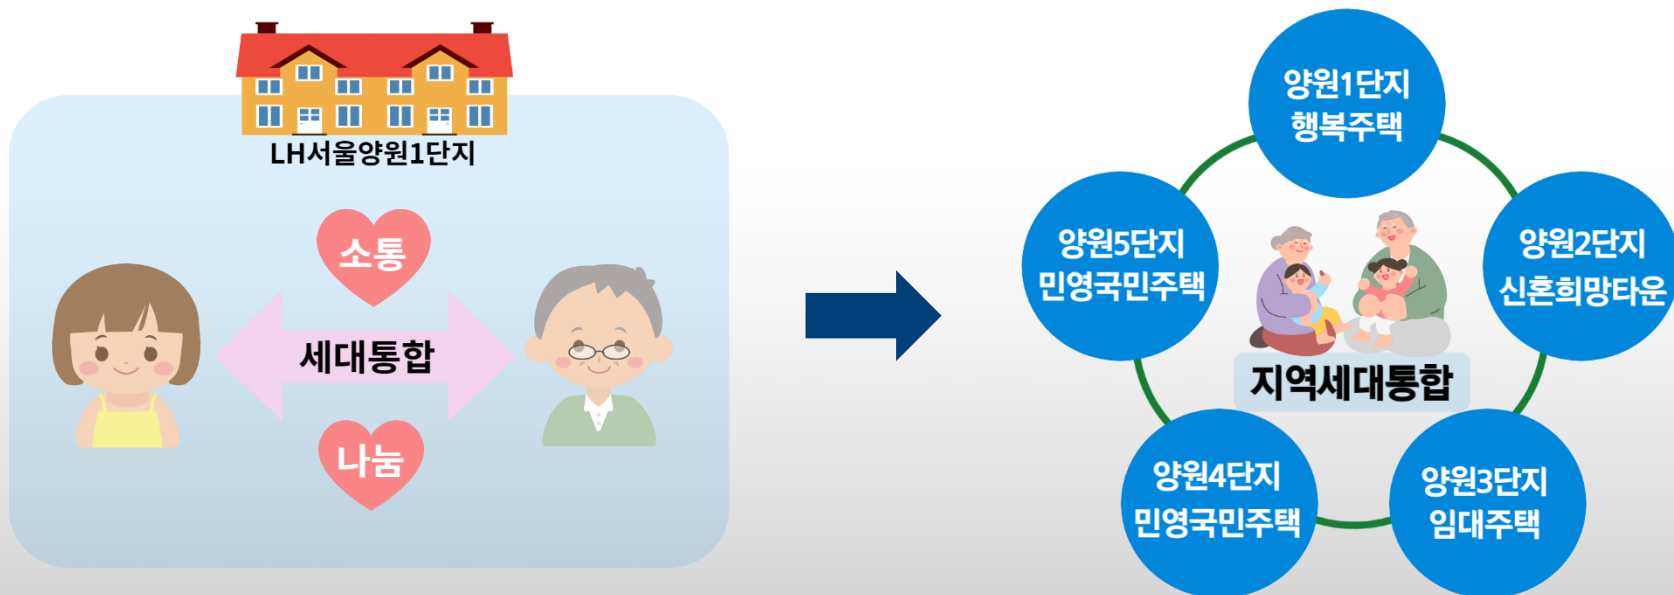 LH서울양원1단지
소통
세대통합
나눔
양원1단지
행복주택
양원5단지
민영국민주택
양원2단지
신혼희망타운
지역세대통합
양원4단지
민영국민주택
양원3단지
임대주택